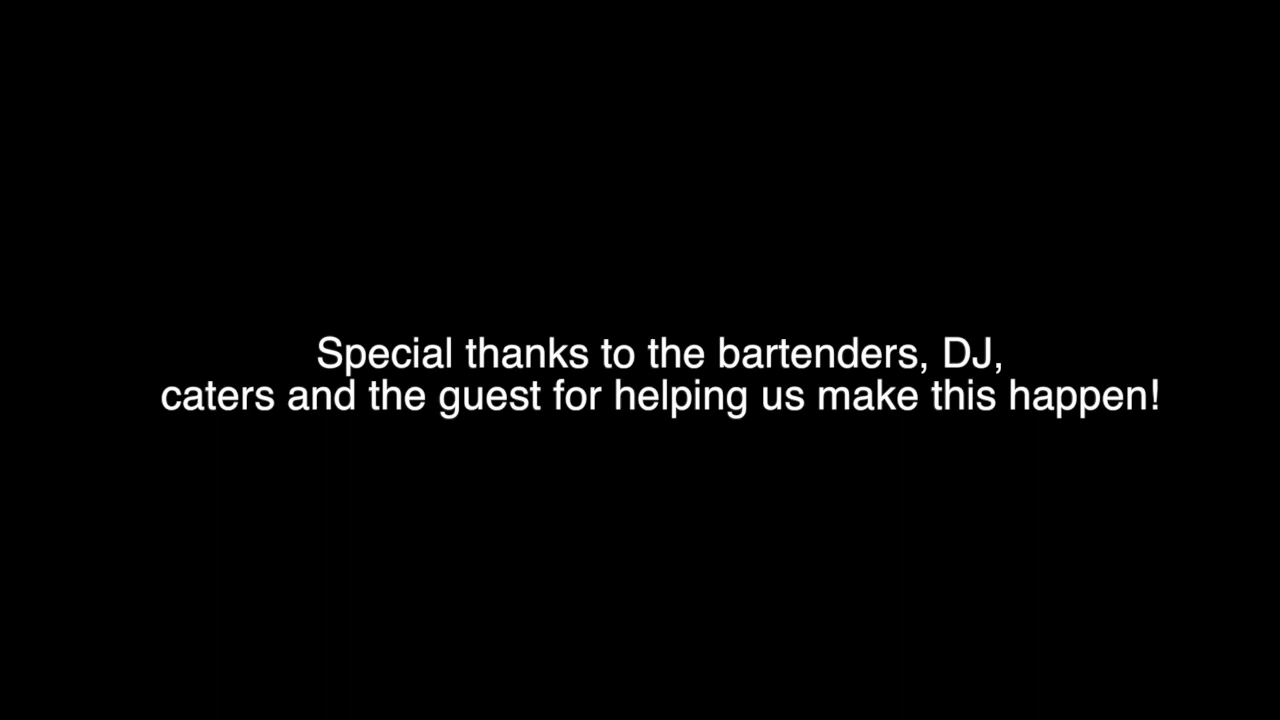 Special thanks to the bartenders, DJ,
caters and the guest for helping us make this happen!